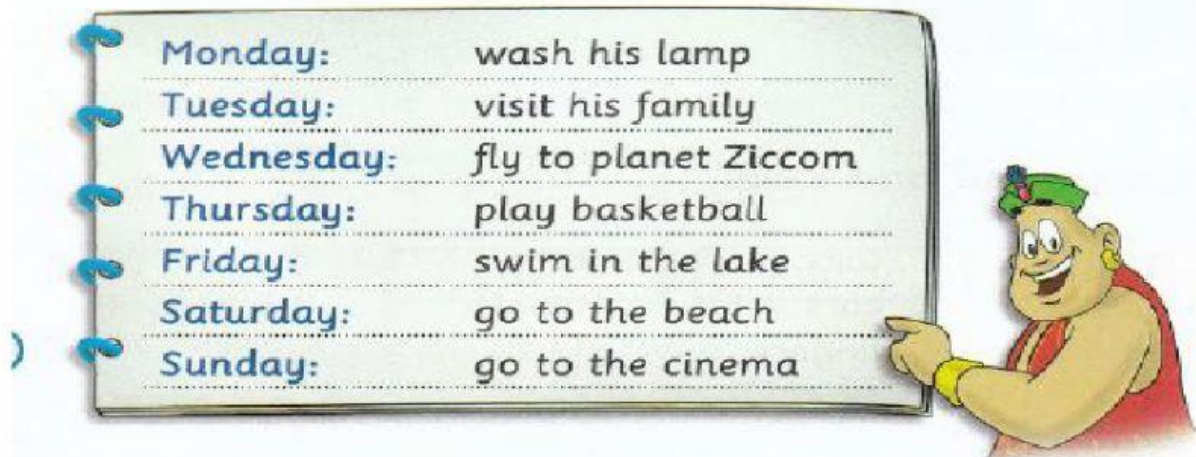 Monday: wash his lamp
Tuesday: visit his family
Wednesday: fly to planet Ziccom
Thursday: play basketball
Friday: swim in the lake
Saturday: go to the beach
Sunday: go to the cinema